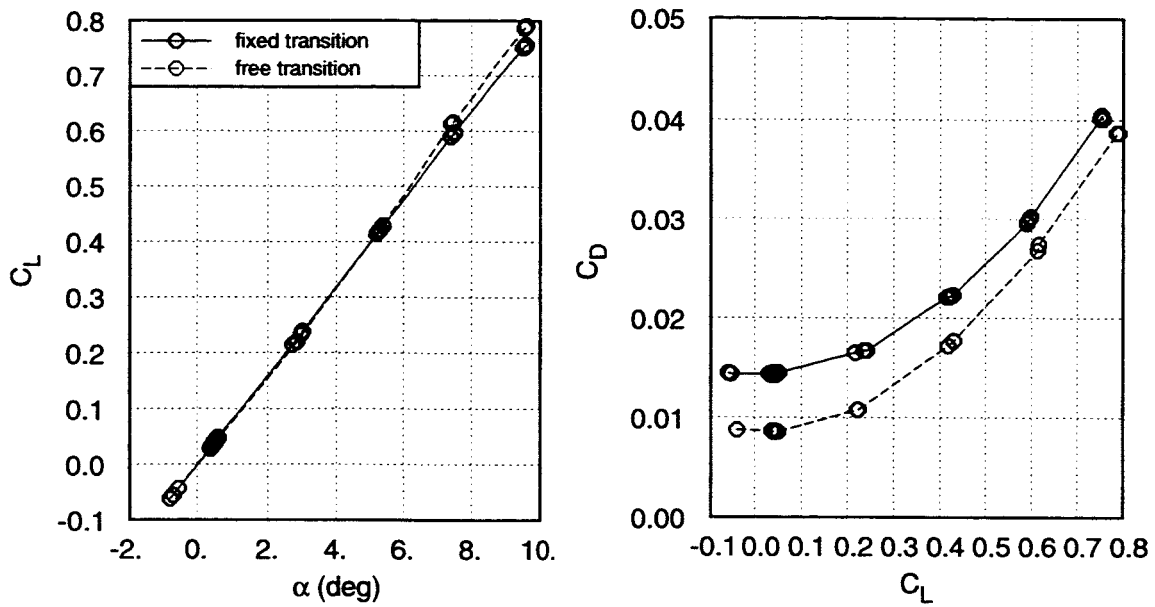 0.8
0.7
0.6
0.5
0.4
0.3
0.2
0.1
0.0
-0.1
C_L
fixed transition
free transition
-2. 0. 2. 4. 6. 8. 10.
α (deg)
0.05
0.04
0.03
0.02
0.01
0.00
C_D
-0.1 0.0 0.2 0.2 0.3 0.4 0.5 0.6 0.7 0.8
C_L